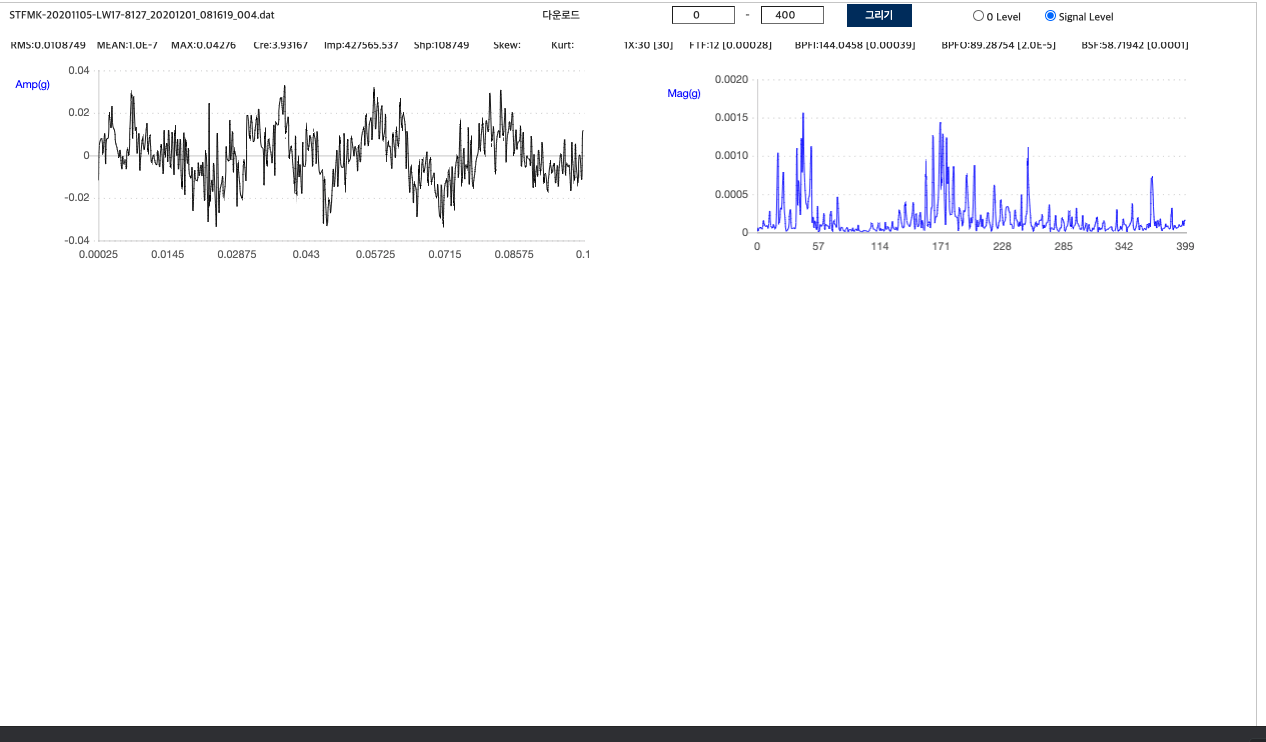 STFMK-20201105-LW17-8127_20201201_081619_004.dat 다운로드 0 - 400 그리기 0 Level Signal Level
RMS:0.0108749 MEAN:1.0E-7 MAX:0.04276 Cre:3.93167 Imp:427565.537 Shp:108749 Skew: Kurt: 1X:30 [30] FTF:12 [0.00028] BPFI:144.0458 [0.00039] BPFO:89.28754 [2.0E-5] BSF:58.71942 [0.0001]
Amp(g)
0.04
0.02
0
-0.02
-0.04
0.00025 0.0145 0.02875 0.043 0.05725 0.0715 0.08575 0.1
Mag(g)
0.0020
0.0015
0.0010
0.0005
0
0 57 114 171 228 285 342 399